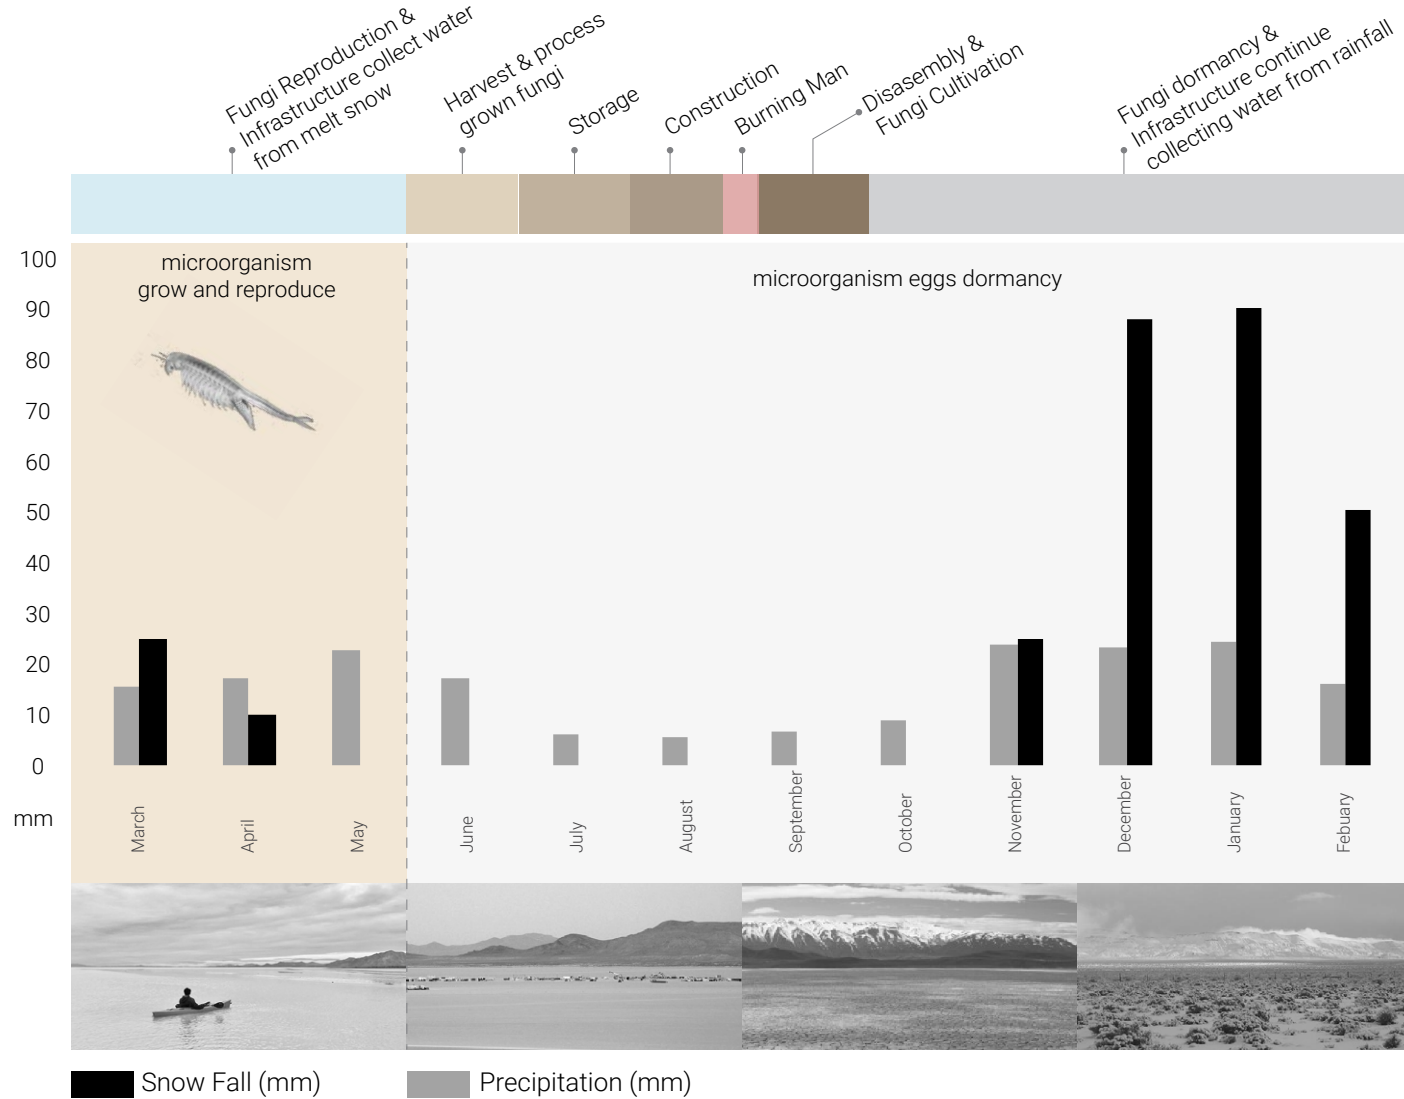 Fungi Reproduction &
Infrastructure collect water
from melt snow
Harvest & process
grown fungi
Storage
Construction
Burning Man
Disasembly &
Fungi Cultivation
Fungi dormancy &
Infrastructure continue
collecting water from rainfall
microorganism
grow and reproduce
microorganism eggs dormancy
100
90
80
70
60
50
40
30
20
10
0
mm
March
April
May
June
July
August
September
October
November
December
January
Febuary
Snow Fall (mm)
Precipitation (mm)